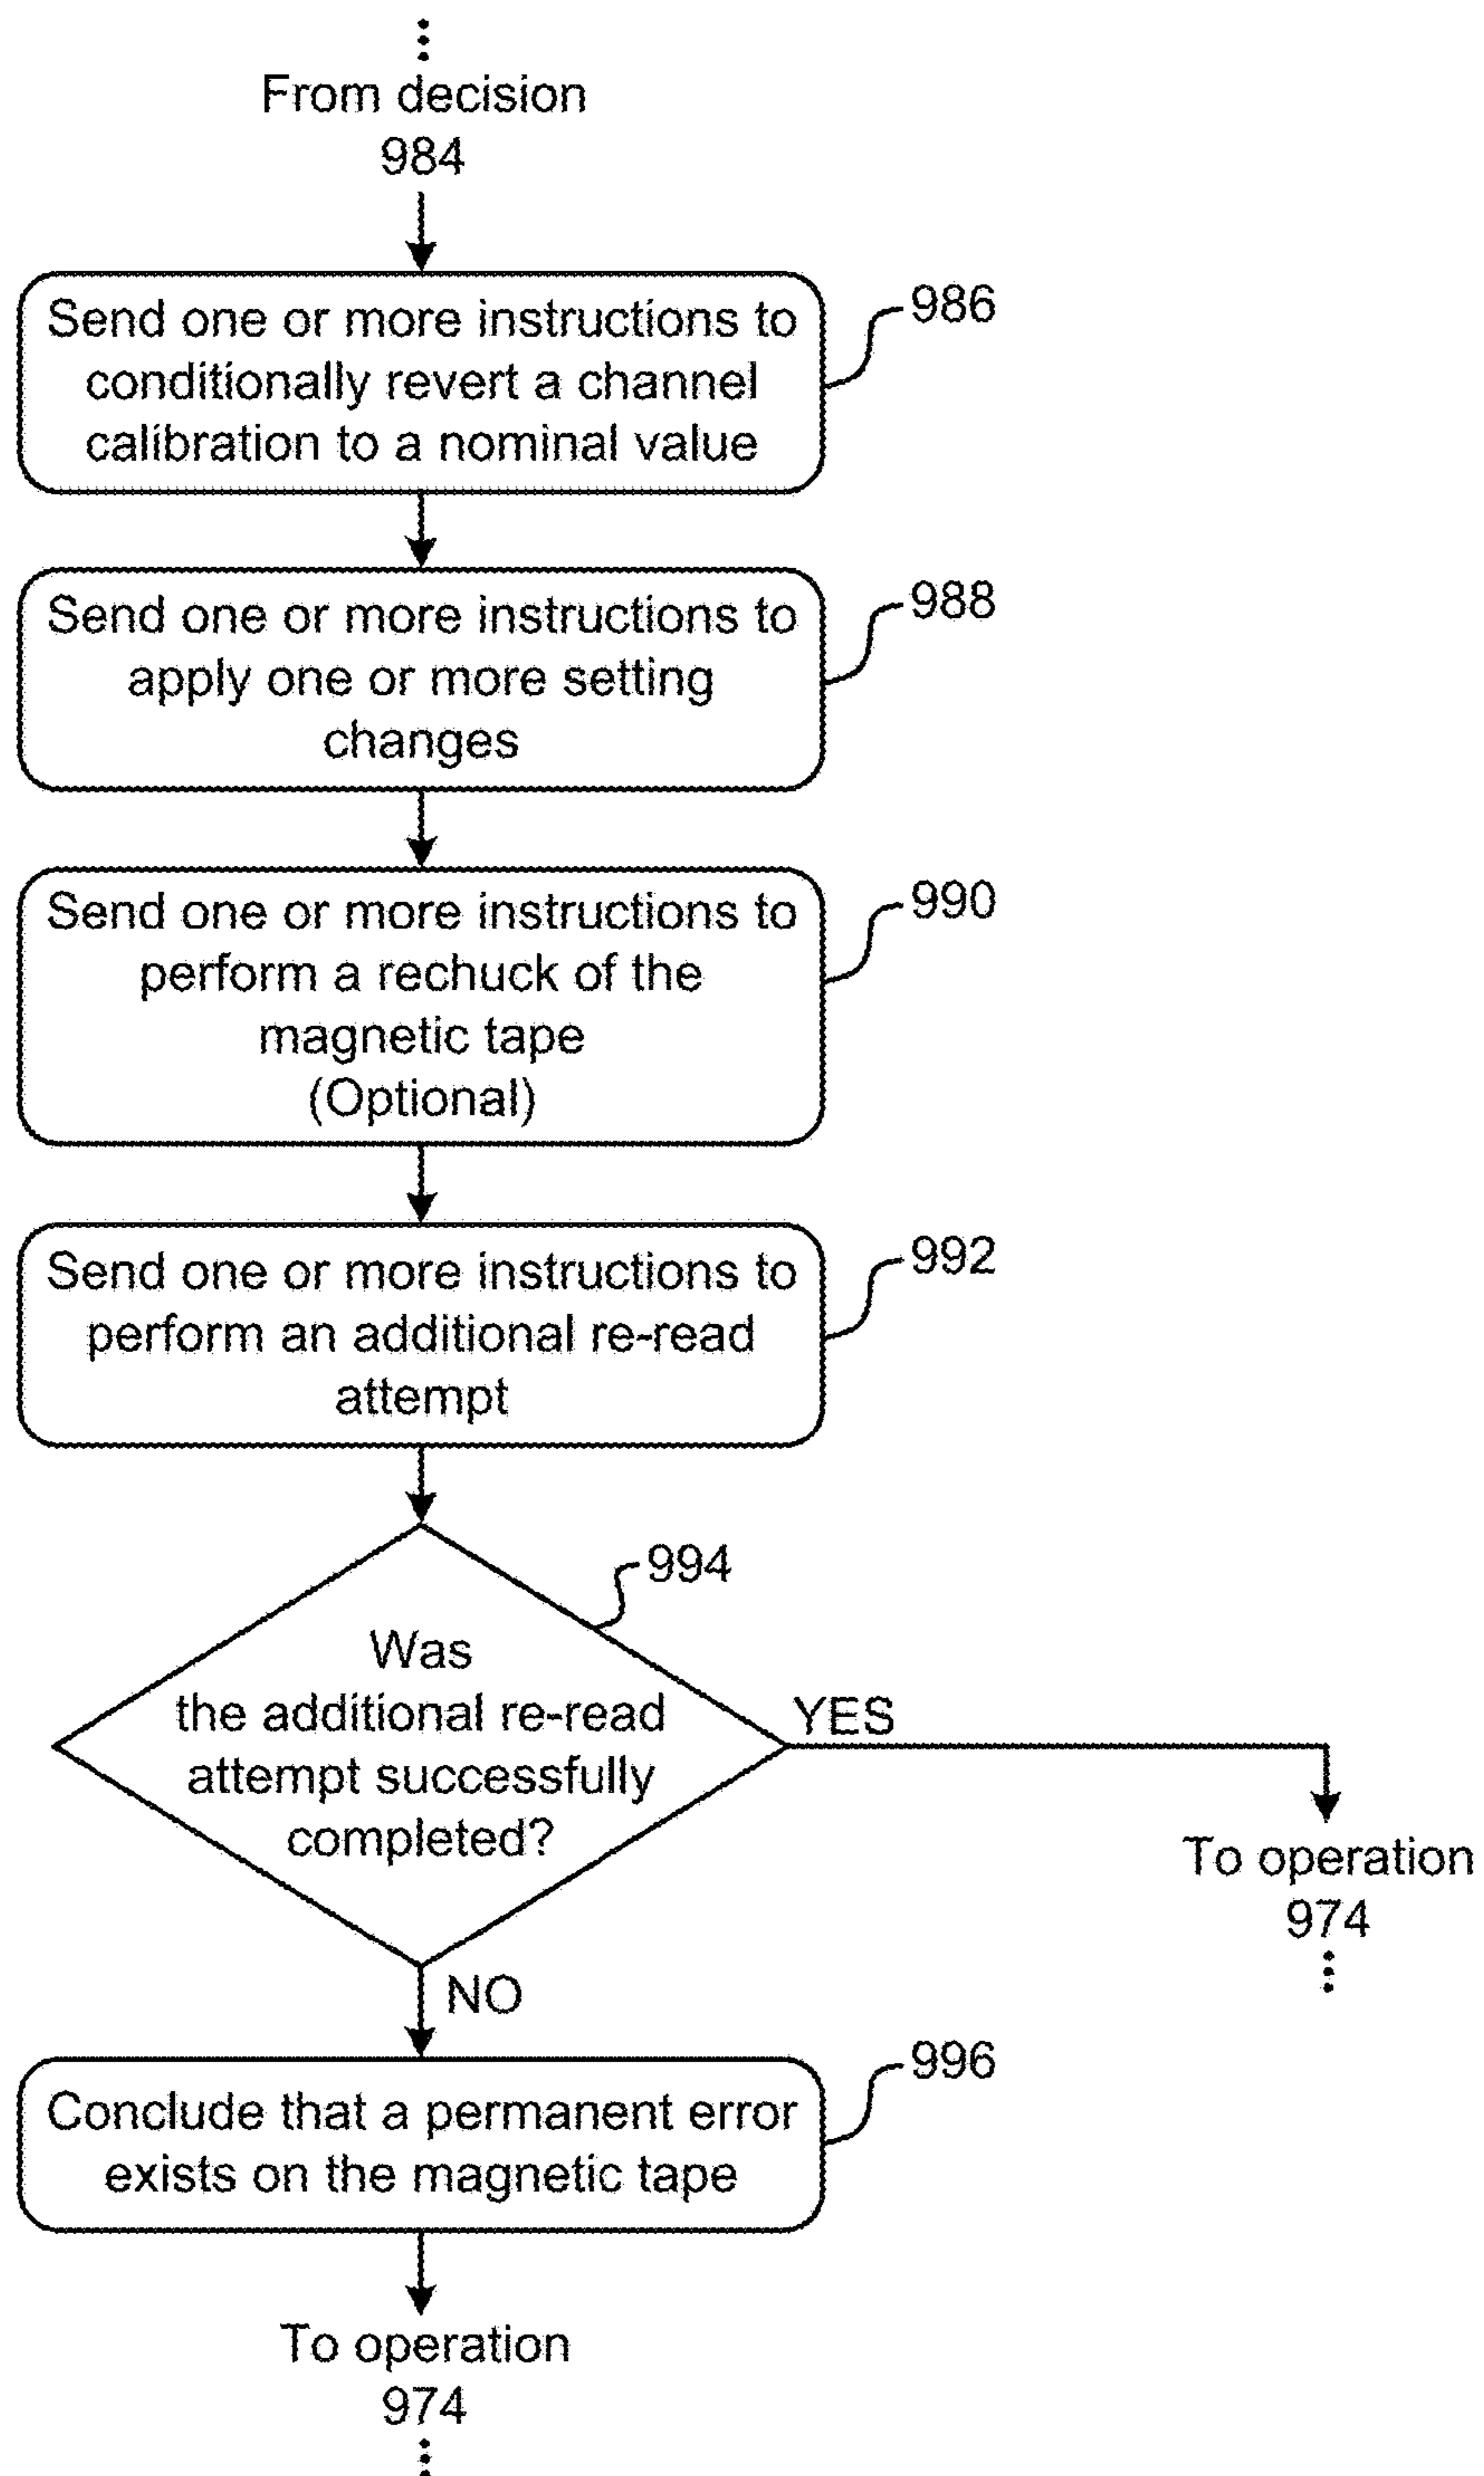 From decision
984
Send one or more instructions to
conditionally revert a channel
calibration to a nominal value
986
Send one or more instructions to
apply one or more setting
changes
988
Send one or more instructions to
perform a rechuck of the
magnetic tape
(Optional)
990
Send one or more instructions to
perform an additional re-read
attempt
992
994
Was
the additional re-read
attempt successfully
completed?
YES
To operation
974
NO
Conclude that a permanent error
exists on the magnetic tape
996
To operation
974